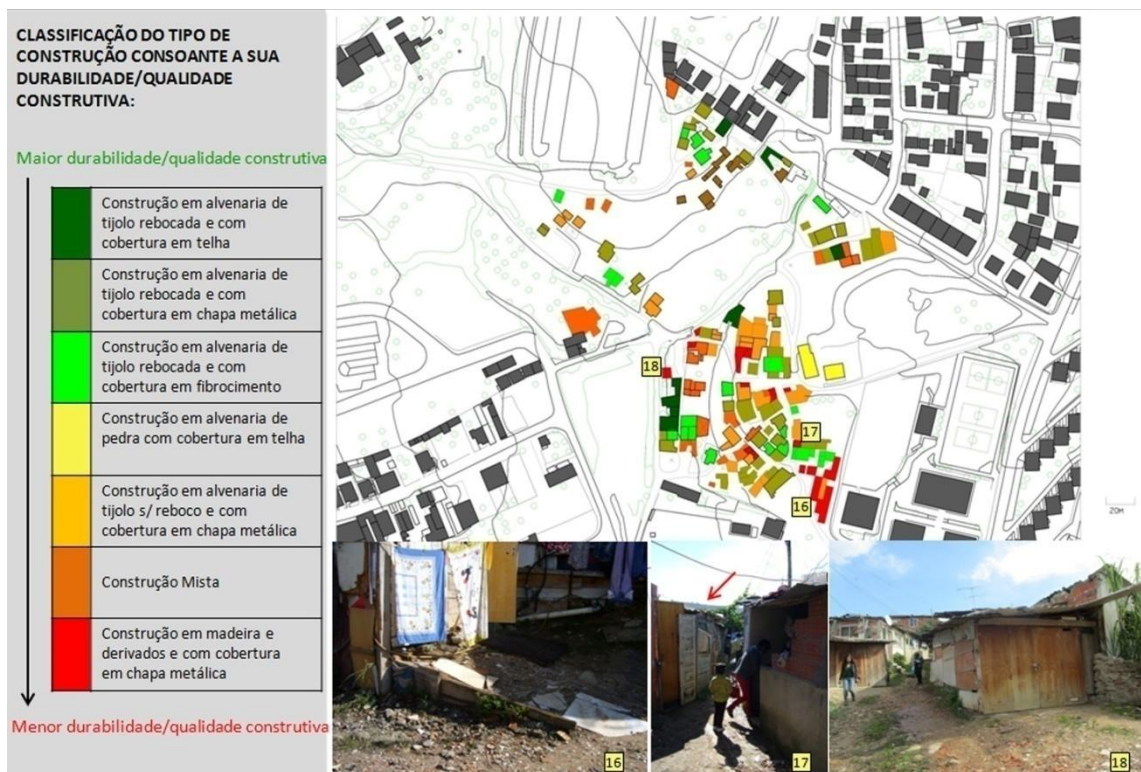 CLASSIFICAÇÃO DO TIPO DE
CONSTRUÇÃO CONSOANTE A SUA
DURABILIDADE/QUALIDADE
CONSTRUTIVA:
Maior durabilidade/qualidade construtiva
Construção em alvenaria de
tijolo rebocada e com
cobertura em telha
Construção em alvenaria de
tijolo rebocada e com
cobertura em chapa metálica
Construção em alvenaria de
tijolo rebocada e com
cobertura em fibrocimento
Construção em alvenaria de
pedra com cobertura em telha
Construção em alvenaria de
tijolo s/ reboco e com
cobertura em chapa metálica
Construção Mista
Construção em madeira e
derivados e com cobertura
em chapa metálica
Menor durabilidade/qualidade construtiva
18
17
16
20M
16
17
18